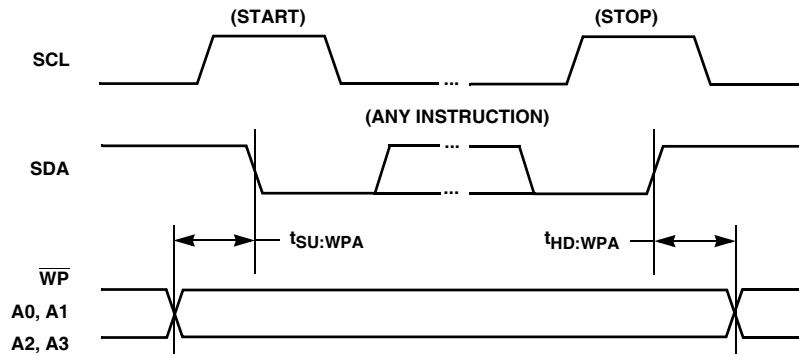 (START)
(STOP)
SCL
...
(ANY INSTRUCTION)
SDA
...
...
tSU:WPA
tHD:WPA
WP
A0, A1
A2, A3